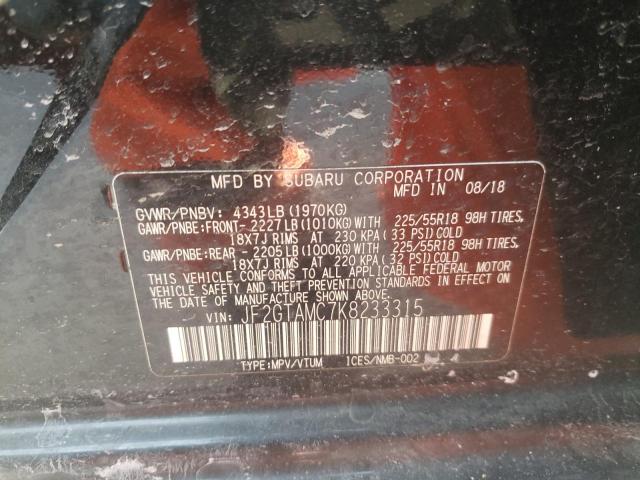 MFD BY SUBARU CORPORATION
MFD IN 08/18
GVWR/PNBV: 4343LB(1970KG)
GAWR/PNBE:FRONT-2227LB(1010KG)WITH 225/55R18 98H TIRES,
18X7J RIMS AT 230 KPA(33 PSI)COLD
GAWR/PNBE:REAR -2205LB(1000KG)WITH 225/55R18 98H TIRES,
18X7J RIMS AT 220 KPA(32 PSI)COLD
THIS VEHICLE CONFORMS TO ALL APPLICABLE FEDERAL MOTOR
VEHICLE SAFETY AND THEFT PREVENTION STANDARDS IN EFFECT ON
THE DATE OF MANUFACTURE SHOWN ABOVE.
VIN: JF2GTAMC7K8233315
TYPE:MPV/VTUM 1CES/NMB-002